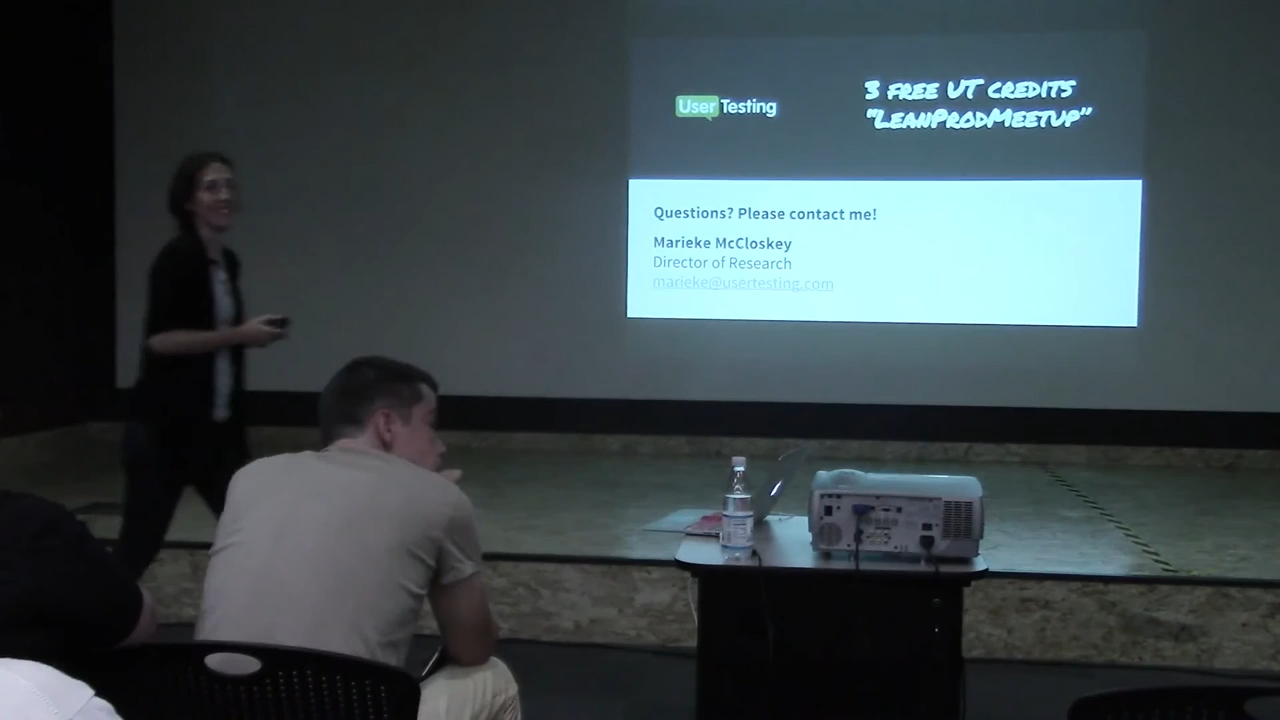 UserTesting
3 FREE UT CREDITS
"LEANPRODMEETUP"
Questions? Please contact me!
Marieke McCloskey
Director of Research
marieke@usertesting.com